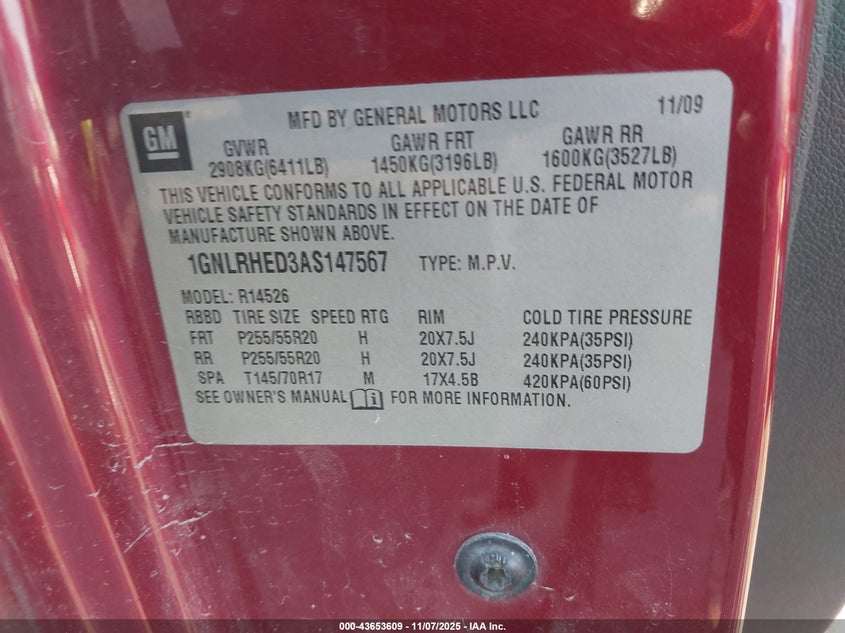 GM
MFD BY GENERAL MOTORS LLC 11/09
GVWR GAWR FRT GAWR RR
2908KG(6411LB) 1450KG(3196LB) 1600KG(3527LB)
THIS VEHICLE CONFORMS TO ALL APPLICABLE U.S. FEDERAL MOTOR
VEHICLE SAFETY STANDARDS IN EFFECT ON THE DATE OF
MANUFACTURE SHOWN ABOVE.
1GNLRHED3AS147567 TYPE: M.P.V.
MODEL: R14526
RBBD TIRE SIZE SPEED RTG RIM COLD TIRE PRESSURE
FRT P255/55R20 H 20X7.5J 240KPA(35PSI)
RR P255/55R20 H 20X7.5J 240KPA(35PSI)
SPA T145/70R17 M 17X4.5B 420KPA(60PSI)
SEE OWNER'S MANUAL FOR MORE INFORMATION.
000-43653609 - 11/07/2025 - IAA Inc.